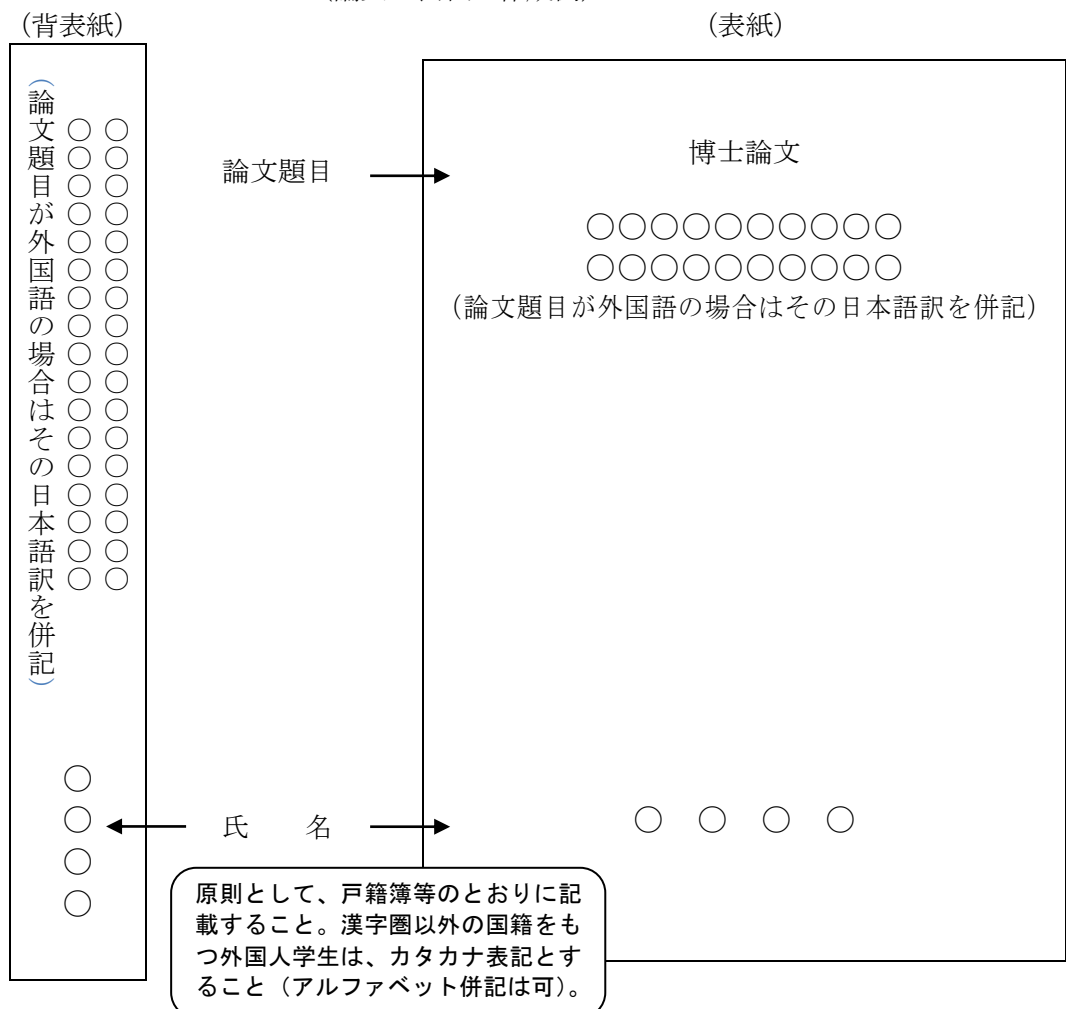 (背表紙)
○○○○○○○○○○○○○○○○○
○○○○○○○○○○○○○○○○○
(論文題目が外国語の場合はその日本語訳を併記)
○○○○
論文題目
氏　名
(表紙)
博士論文
○○○○○○○○○○
○○○○○○○○○○
(論文題目が外国語の場合はその日本語訳を併記)
○ ○ ○ ○
原則として、戸籍簿等のとおりに記
載すること。漢字圏以外の国籍をも
つ外国人学生は、カタカナ表記とす
ること（アルファベット併記は可）。